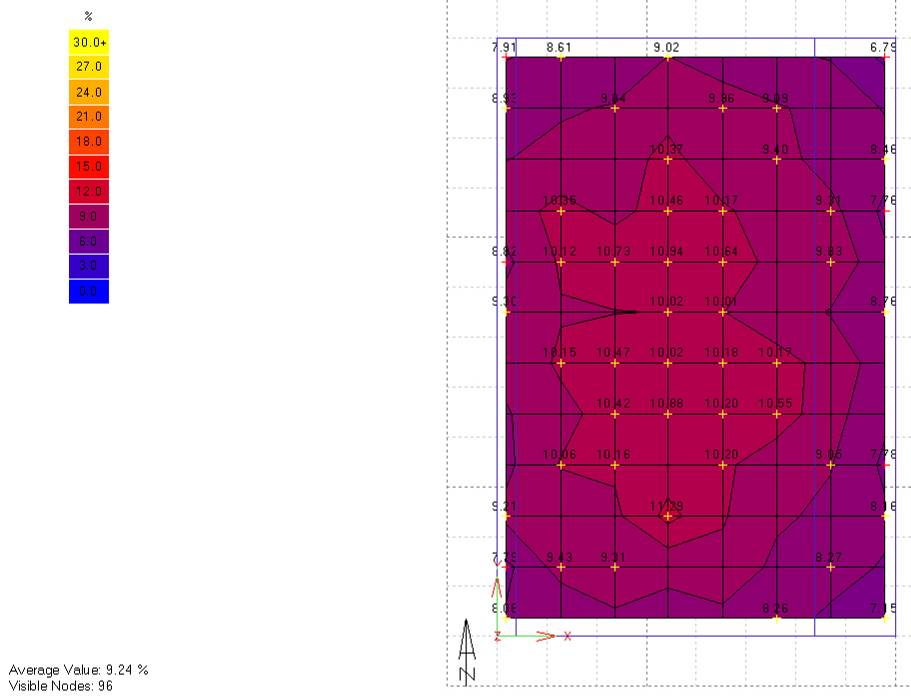 %
30.0+
27.0
24.0
21.0
18.0
15.0
12.0
9.0
6.0
3.0
0.0
7.91 8.61 9.02 6.79
9.04 9.86 9.09
10.37 9.40 8.46
10.36 10.46 10.17 9.31 7.76
8.82 10.12 10.73 10.94 10.64 9.83
9.30 10.02 10.01 8.76
10.15 10.47 10.02 10.18 10.17
10.42 10.88 10.20 10.55
10.06 10.16 10.20 9.05 7.78
9.21 11.29 8.16
7.79 9.43 9.31 8.27
8.06 8.26 7.15
Z X
N
Average Value: 9.24 %
Visible Nodes: 96